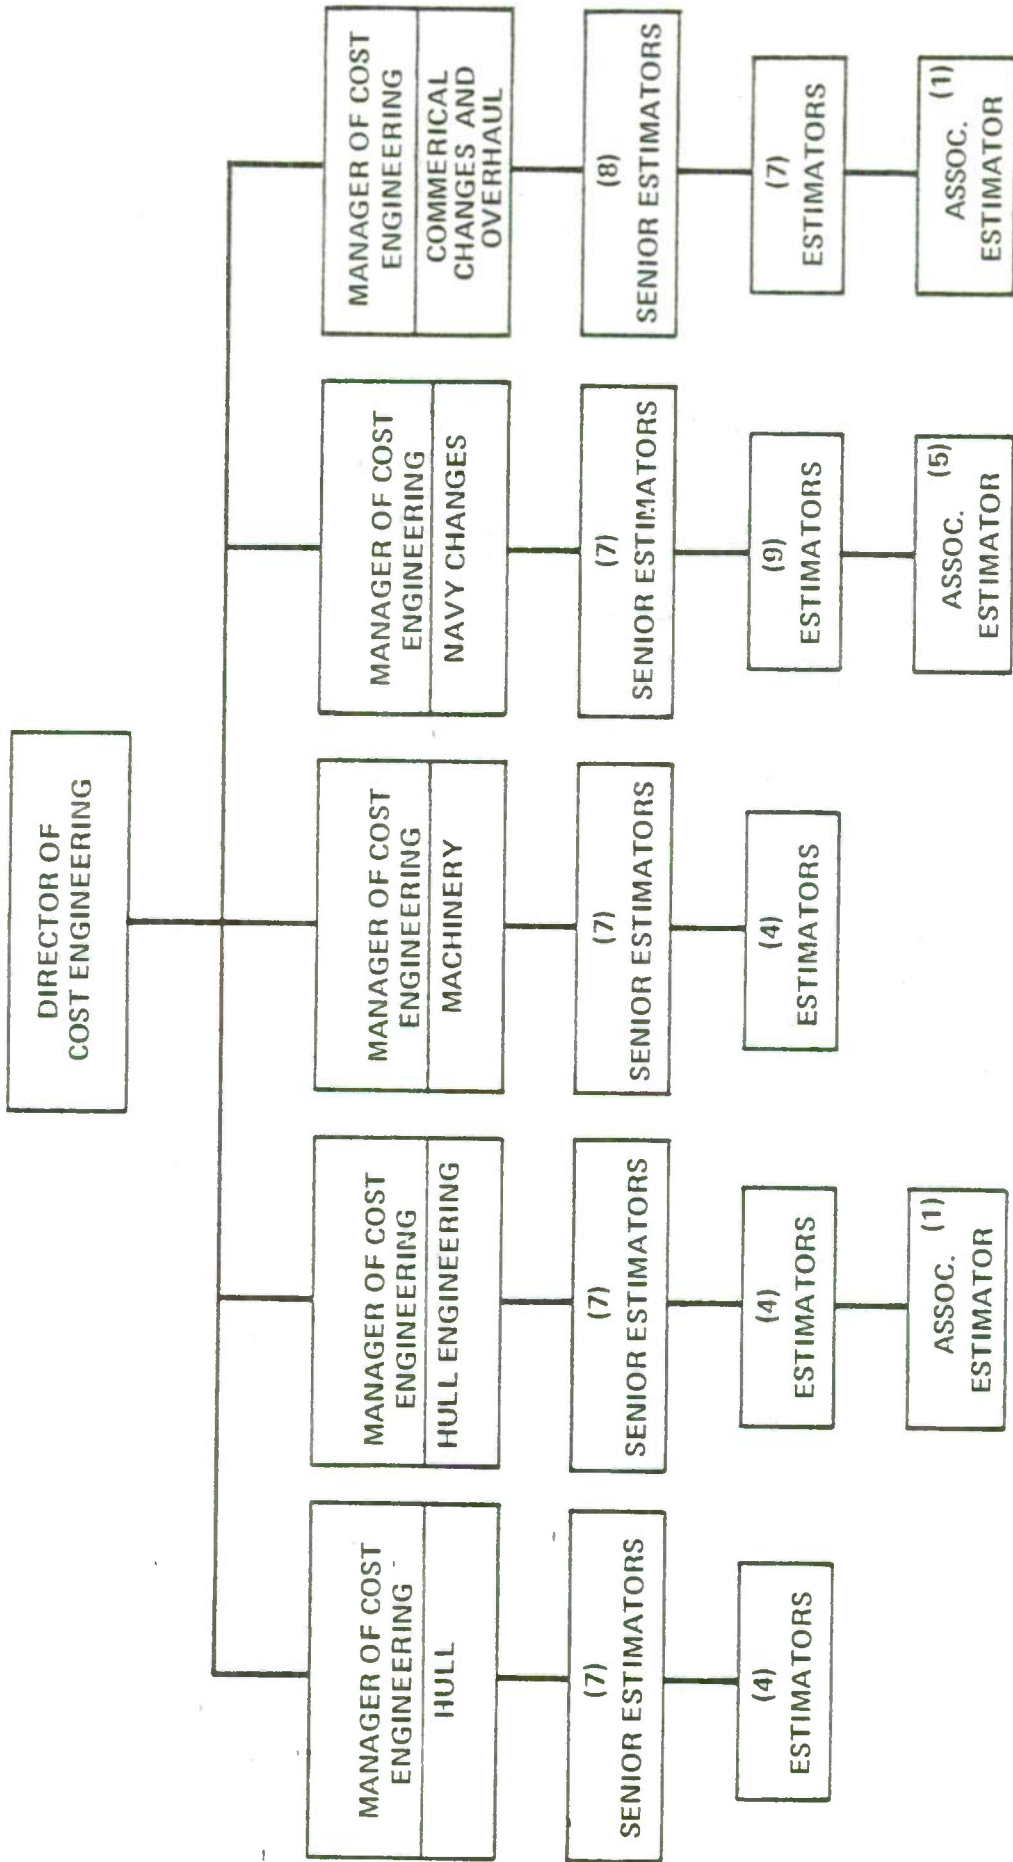 DIRECTOR OF
COST ENGINEERING
MANAGER OF COST
ENGINEERING
HULL
(7)
SENIOR ESTIMATORS
(4)
ESTIMATORS
MANAGER OF COST
ENGINEERING
HULL ENGINEERING
(7)
SENIOR ESTIMATORS
(4)
ESTIMATORS
ASSOC. (1)
ESTIMATOR
MANAGER OF COST
ENGINEERING
MACHINERY
(7)
SENIOR ESTIMATORS
(4)
ESTIMATORS
MANAGER OF COST
ENGINEERING
NAVY CHANGES
(7)
SENIOR ESTIMATORS
(9)
ESTIMATORS
ASSOC. (5)
ESTIMATOR
MANAGER OF COST
ENGINEERING
COMMERICAL
CHANGES AND
OVERHAUL
(8)
SENIOR ESTIMATORS
(7)
ESTIMATORS
ASSOC. (1)
ESTIMATOR